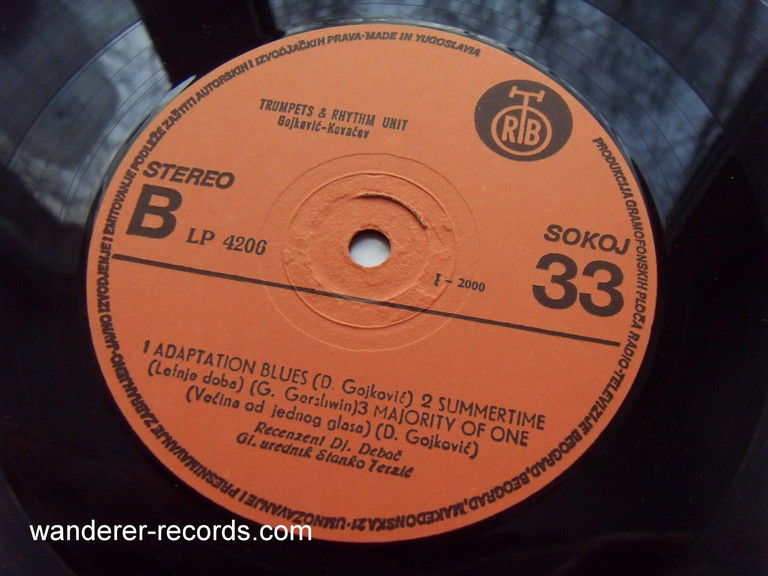 UMNOŽAVANJE I PRESNIMAVANJE ZABRANJENO·JAVNO IZVODJENJE I EMITOVANJE PODLEŽE ZAŠTITI AUTORSKIH I IZVODJAČKIH PRAVA·MADE IN YUGOSLAVIA
PRODUKCIJA GRAMOFONSKIH PLOČA RADIO-TELEVIZIJE BEOGRAD, BEOGRAD, MAKEDONSKA 21·
TRUMPETS & RHYTHM UNIT
Gojković-Kovačev
RTB
STEREO
B
LP 4206
SOKOJ
33
I – 2000
1 ADAPTATION BLUES (D. Gojković) 2 SUMMERTIME
(Letnje doba) (G. Gershwin)3 MAJORITY OF ONE
(Većina od jednog glasa) (D. Gojković)
Recenzent Dj. Debač
Gl. urednik Stanko Terzić
wanderer-records.com